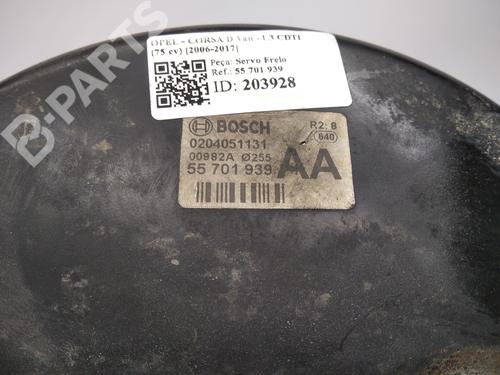 OPEL - CORSA D Van - 1.3 CDTI
(75 cv) [2006-2017]
Peça: Servo Freio
Ref.: 55 701 939
ID: 203928
BOSCH
R2: 8
0204051131
640
00982A Ø255
55 701 939
AA
B-PARTS